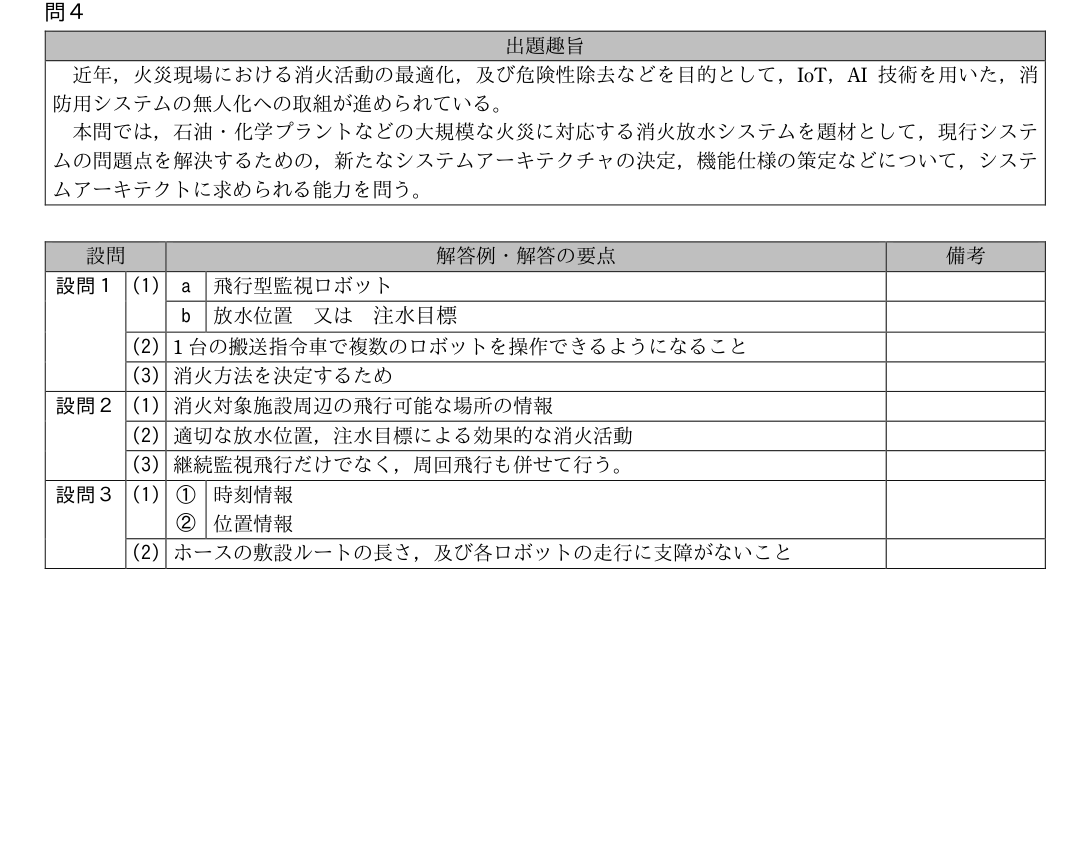 問４
出題趣旨
近年，火災現場における消火活動の最適化，及び危険性除去などを目的として，IoT，AI 技術を用いた，消
防用システムの無人化への取組が進められている。
本問では，石油・化学プラントなどの大規模な火災に対応する消火放水システムを題材として，現行システ
ムの問題点を解決するための，新たなシステムアーキテクチャの決定，機能仕様の策定などについて，システ
ムアーキテクトに求められる能力を問う。
設問 解答例・解答の要点 備考
設問１ (1) a 飛行型監視ロボット
b 放水位置　又は　注水目標
(2) 1 台の搬送指令車で複数のロボットを操作できるようになること
(3) 消火方法を決定するため
設問２ (1) 消火対象施設周辺の飛行可能な場所の情報
(2) 適切な放水位置，注水目標による効果的な消火活動
(3) 継続監視飛行だけでなく，周回飛行も併せて行う。
設問３ (1) ① 時刻情報
② 位置情報
(2) ホースの敷設ルートの長さ，及び各ロボットの走行に支障がないこと